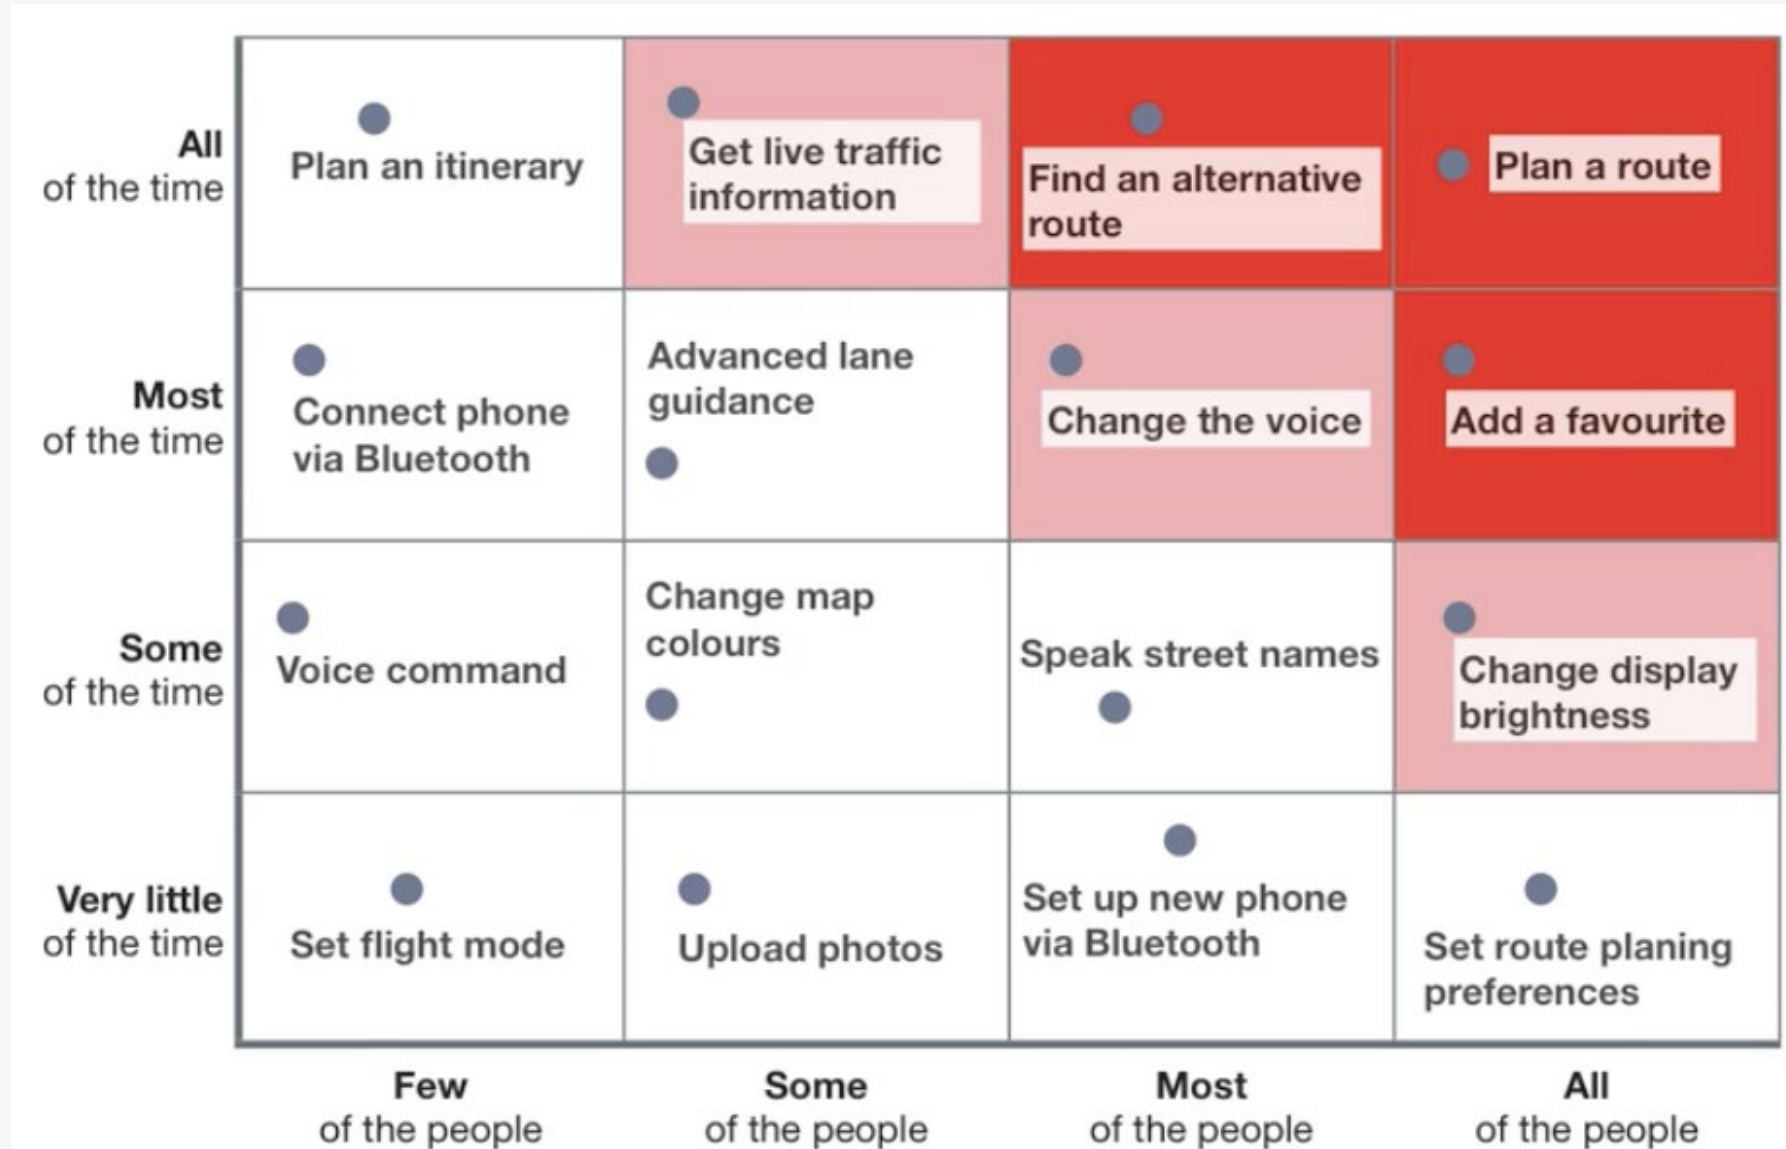 All
of the time
Plan an itinerary
Get live traffic
information
Find an alternative
route
Plan a route
Most
of the time
Connect phone
via Bluetooth
Advanced lane
guidance
Change the voice
Add a favourite
Some
of the time
Voice command
Change map
colours
Speak street names
Change display
brightness
Very little
of the time
Set flight mode
Upload photos
Set up new phone
via Bluetooth
Set route planing
preferences
Few
of the people
Some
of the people
Most
of the people
All
of the people